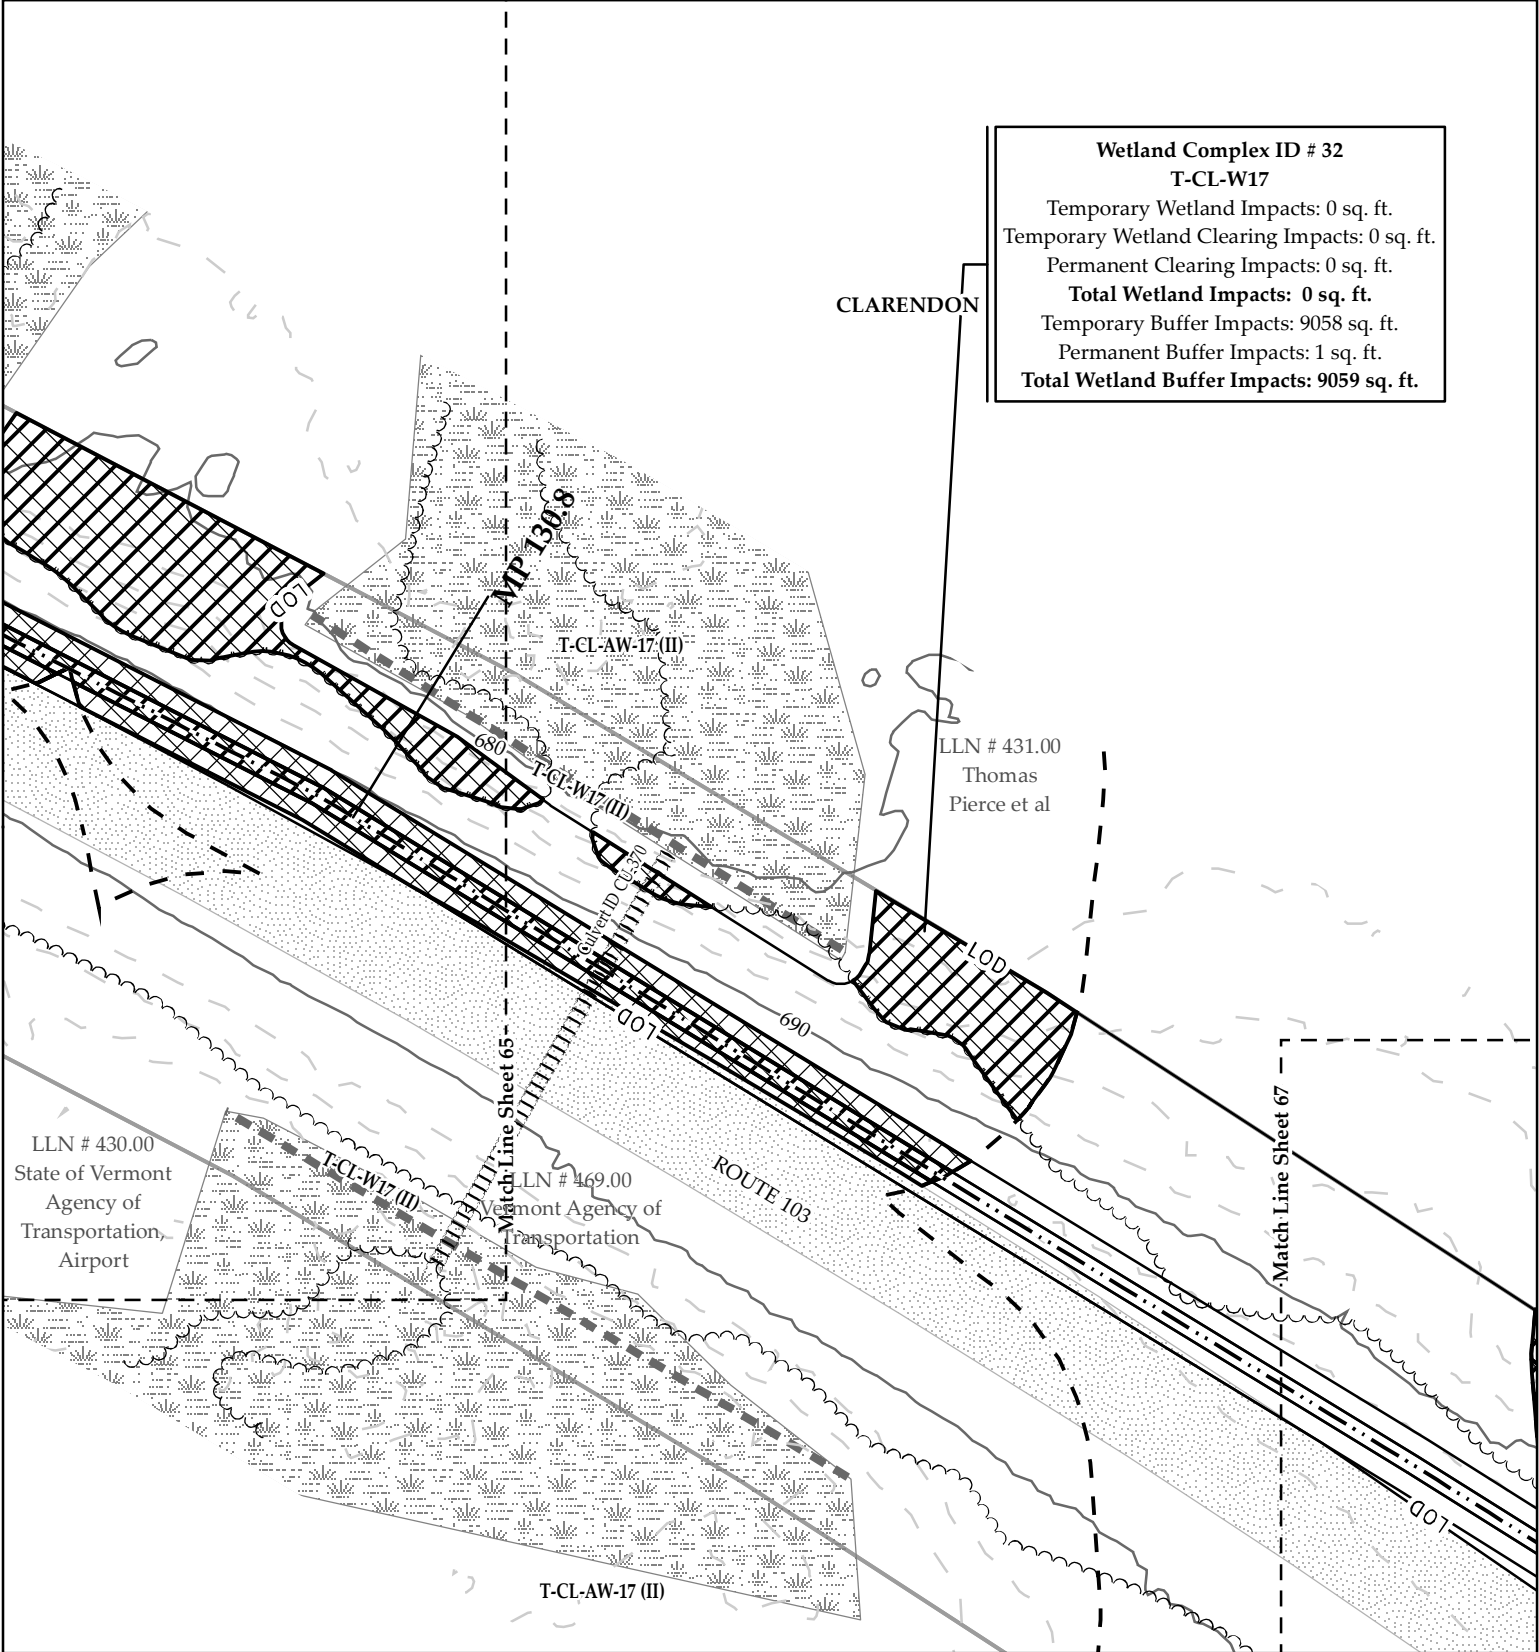 Wetland Complex ID # 32
T-CL-W17
Temporary Wetland Impacts: 0 sq. ft.
Temporary Wetland Clearing Impacts: 0 sq. ft.
Permanent Clearing Impacts: 0 sq. ft.
Total Wetland Impacts: 0 sq. ft.
Temporary Buffer Impacts: 9058 sq. ft.
Permanent Buffer Impacts: 1 sq. ft.
Total Wetland Buffer Impacts: 9059 sq. ft.
CLARENDON
MP 130.8
LOD
T-CL-AW-17 (II)
680
T-CL-W17 (II)
LLN # 431.00
Thomas
Pierce et al
Culvert ID CU-370
LOD
LOD
690
Match Line Sheet 65
Match Line Sheet 67
LLN # 430.00
State of Vermont
Agency of
Transportation,
Airport
T-CL-W17 (II)
LLN # 469.00
Vermont Agency of
Transportation
ROUTE 103
LOD
T-CL-AW-17 (II)